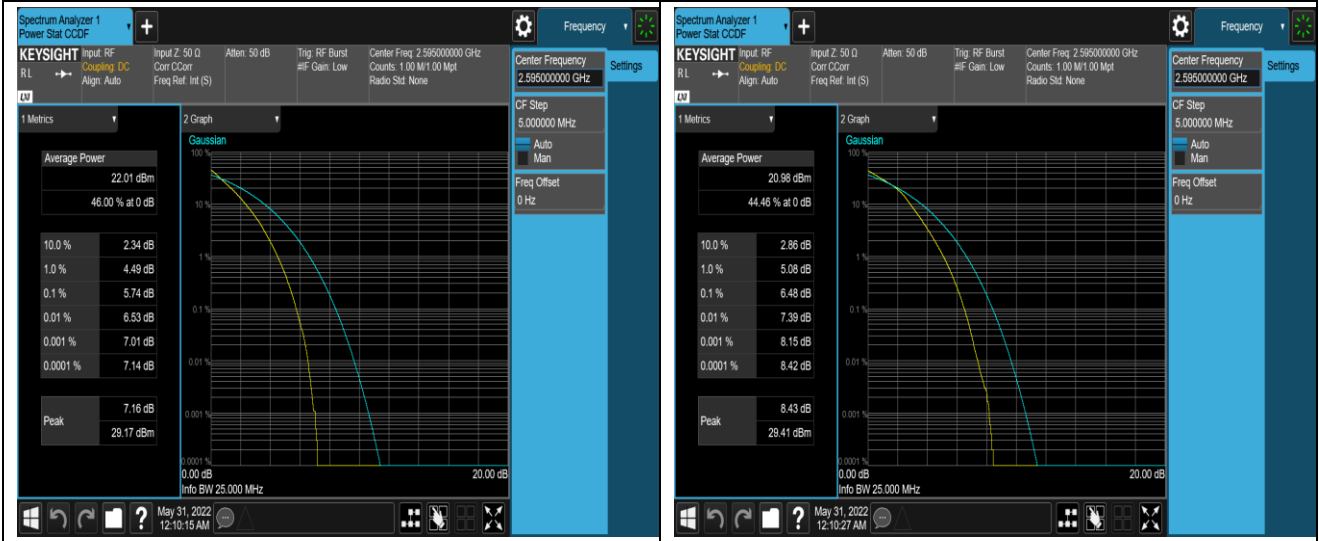 Spectrum Analyzer 1
Power Stat CCDF
Frequency
KEYSIGHT
RL
Input: RF
Coupling: DC
Align: Auto
Input Z: 50 Ω
Corr CCorr
Freq Ref: Int (S)
Atten: 50 dB
Trig: RF Burst
#IF Gain: Low
Center Freq: 2.595000000 GHz
Counts: 1.00 M/1.00 Mpt
Radio Std: None
LXI
1 Metrics
Average Power
22.01 dBm
46.00 % at 0 dB
10.0 % 2.34 dB
1.0 % 4.49 dB
0.1 % 5.74 dB
0.01 % 6.53 dB
0.001 % 7.01 dB
0.0001 % 7.14 dB
Peak
7.16 dB
29.17 dBm
2 Graph
Gaussian
100 %
10 %
1 %
0.1 %
0.01 %
0.001 %
0.0001 %
0.00 dB 20.00 dB
Info BW 25.000 MHz
Center Frequency
2.595000000 GHz
CF Step
5.000000 MHz
Auto
Man
Freq Offset
0 Hz
Settings
?
May 31, 2022
12:10:15 AM
Spectrum Analyzer 1
Power Stat CCDF
Frequency
KEYSIGHT
RL
Input: RF
Coupling: DC
Align: Auto
Input Z: 50 Ω
Corr CCorr
Freq Ref: Int (S)
Atten: 50 dB
Trig: RF Burst
#IF Gain: Low
Center Freq: 2.595000000 GHz
Counts: 1.00 M/1.00 Mpt
Radio Std: None
LXI
1 Metrics
Average Power
20.98 dBm
44.46 % at 0 dB
10.0 % 2.86 dB
1.0 % 5.08 dB
0.1 % 6.48 dB
0.01 % 7.39 dB
0.001 % 8.15 dB
0.0001 % 8.42 dB
Peak
8.43 dB
29.41 dBm
2 Graph
Gaussian
100 %
10 %
1 %
0.1 %
0.01 %
0.001 %
0.0001 %
0.00 dB 20.00 dB
Info BW 25.000 MHz
Center Frequency
2.595000000 GHz
CF Step
5.000000 MHz
Auto
Man
Freq Offset
0 Hz
Settings
?
May 31, 2022
12:10:27 AM